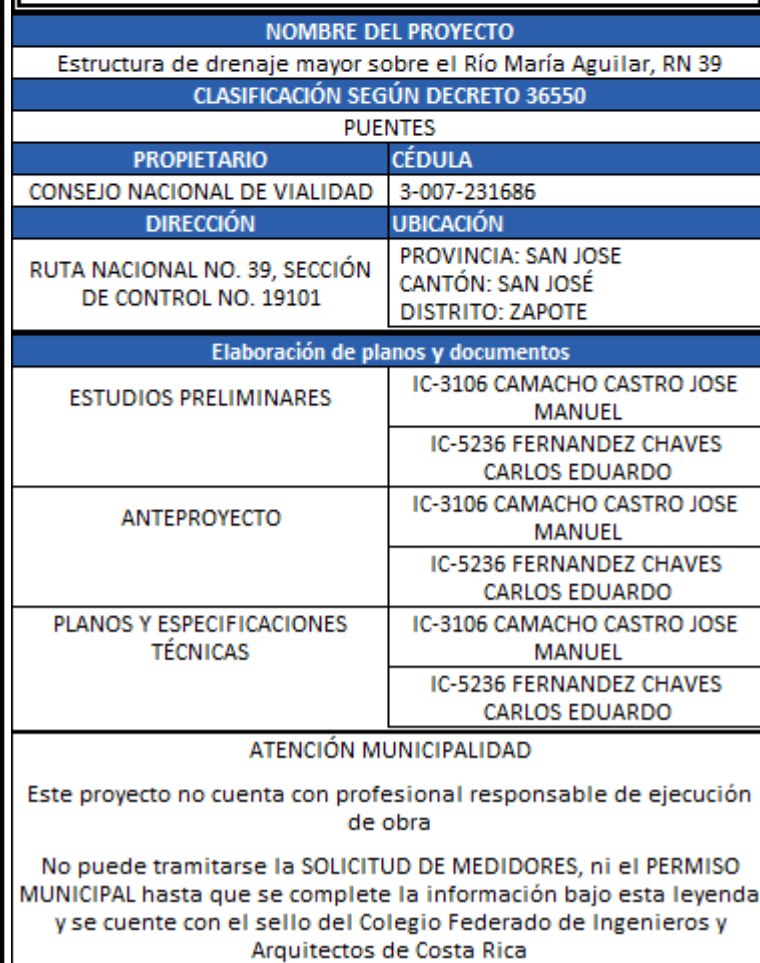 NOMBRE DEL PROYECTO
Estructura de drenaje mayor sobre el Río María Aguilar, RN 39
CLASIFICACIÓN SEGÚN DECRETO 36550
PUENTES
PROPIETARIO
CÉDULA
CONSEJO NACIONAL DE VIALIDAD
3-007-231686
DIRECCIÓN
UBICACIÓN
RUTA NACIONAL NO. 39, SECCIÓN
DE CONTROL NO. 19101
PROVINCIA: SAN JOSE
CANTÓN: SAN JOSÉ
DISTRITO: ZAPOTE
Elaboración de planos y documentos
ESTUDIOS PRELIMINARES
IC-3106 CAMACHO CASTRO JOSE
MANUEL
IC-5236 FERNANDEZ CHAVES
CARLOS EDUARDO
ANTEPROYECTO
IC-3106 CAMACHO CASTRO JOSE
MANUEL
IC-5236 FERNANDEZ CHAVES
CARLOS EDUARDO
PLANOS Y ESPECIFICACIONES
TÉCNICAS
IC-3106 CAMACHO CASTRO JOSE
MANUEL
IC-5236 FERNANDEZ CHAVES
CARLOS EDUARDO
ATENCIÓN MUNICIPALIDAD
Este proyecto no cuenta con profesional responsable de ejecución
de obra
No puede tramitarse la SOLICITUD DE MEDIDORES, ni el PERMISO
MUNICIPAL hasta que se complete la información bajo esta leyenda
y se cuente con el sello del Colegio Federado de Ingenieros y
Arquitectos de Costa Rica